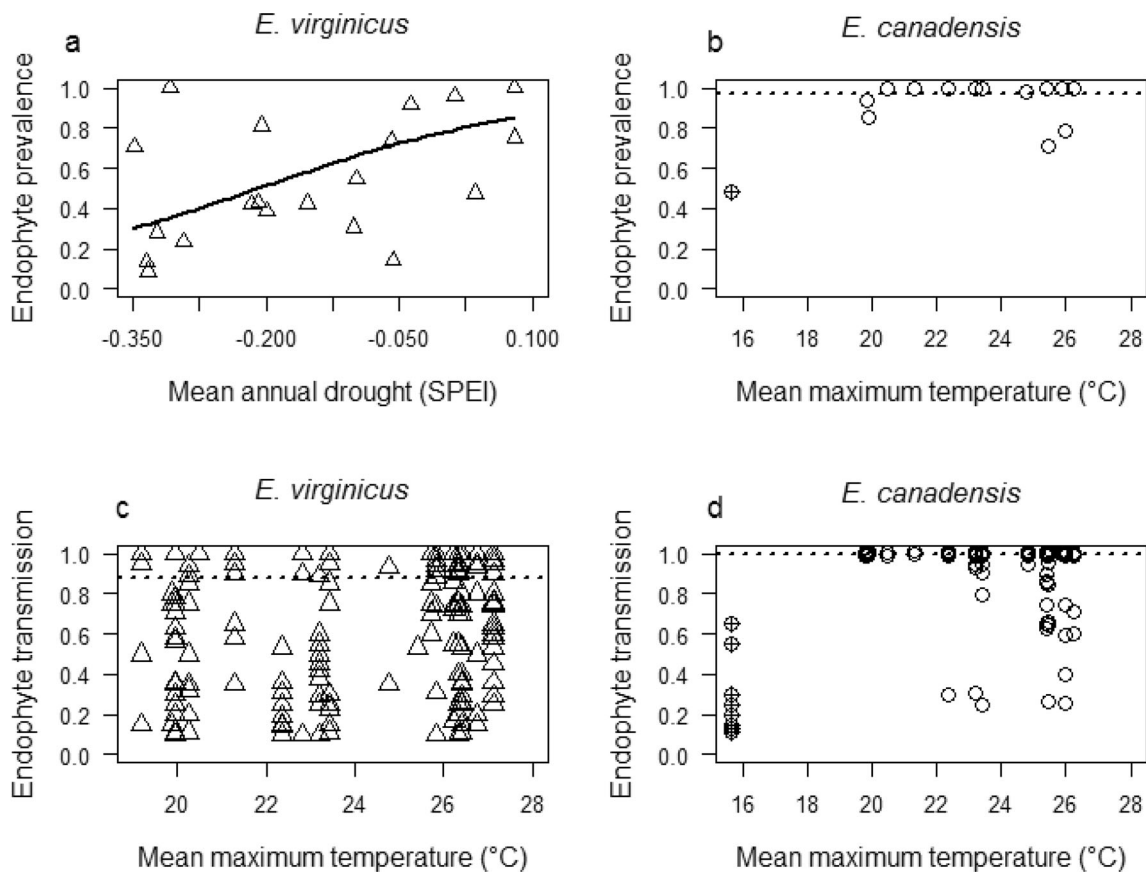 a
E. virginicus
Endophyte prevalence
1.0
0.8
0.6
0.4
0.2
0.0
-0.350 -0.200 -0.050 0.100
Mean annual drought (SPEI)
b
E. canadensis
Endophyte prevalence
1.0
0.8
0.6
0.4
0.2
0.0
16 18 20 22 24 26 28
Mean maximum temperature (°C)
c
E. virginicus
Endophyte transmission
1.0
0.8
0.6
0.4
0.2
0.0
20 22 24 26 28
Mean maximum temperature (°C)
d
E. canadensis
Endophyte transmission
1.0
0.8
0.6
0.4
0.2
0.0
16 18 20 22 24 26 28
Mean maximum temperature (°C)